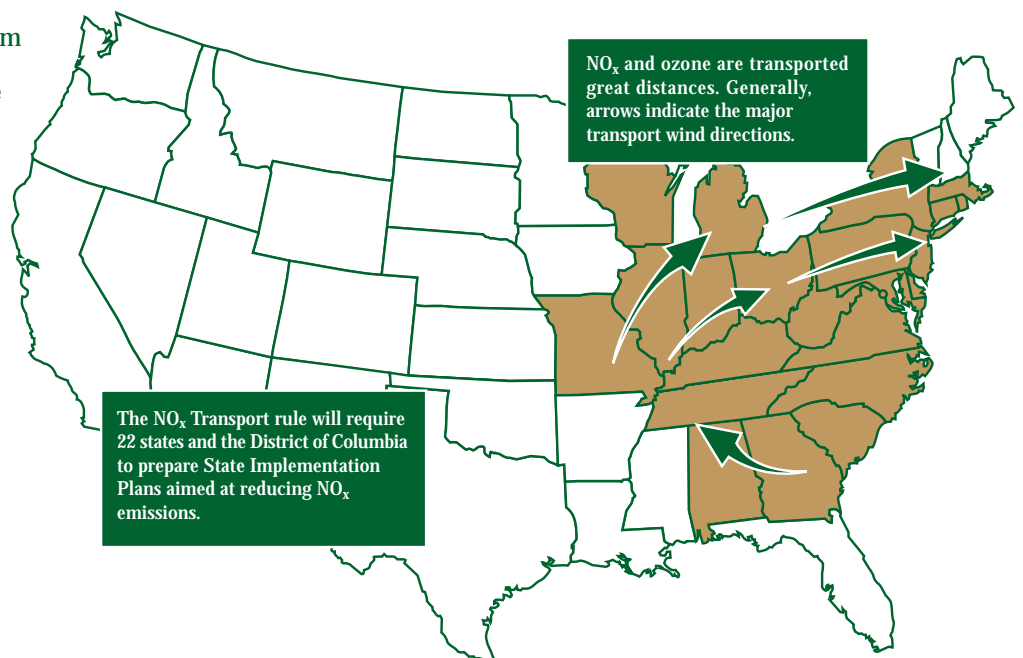 m
NOx and ozone are transported
great distances. Generally,
arrows indicate the major
transport wind directions.
The NOx Transport rule will require
22 states and the District of Columbia
to prepare State Implementation
Plans aimed at reducing NOx
emissions.